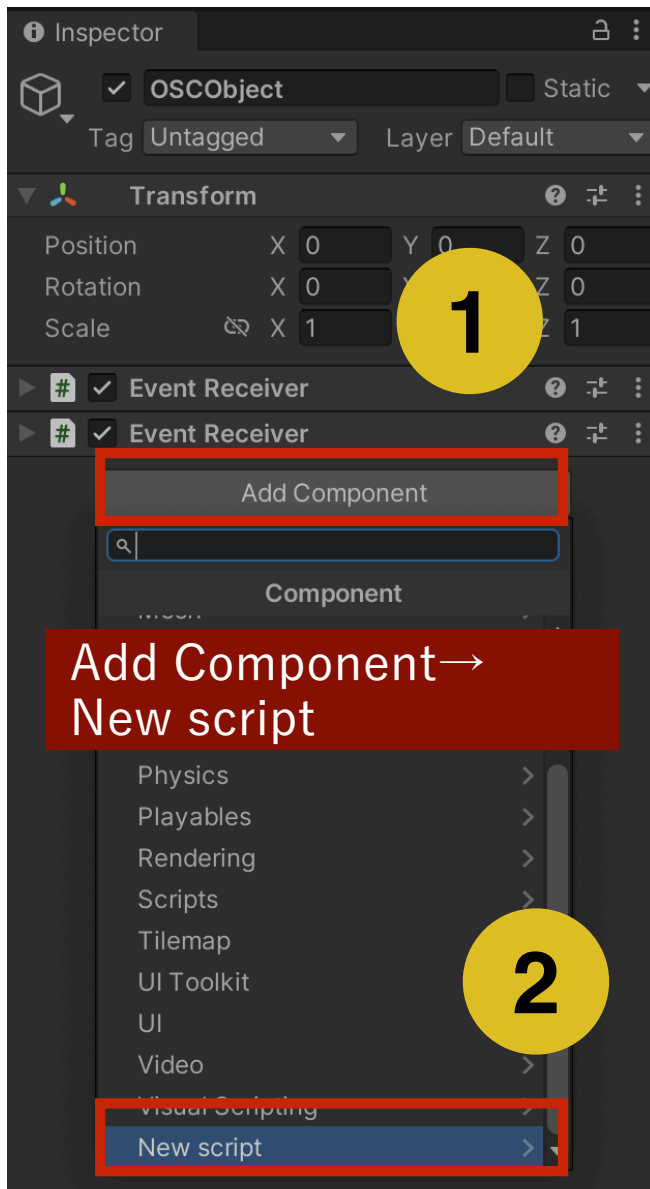 Inspector
OSCObject Static
Tag Untagged Layer Default
Transform
Position X 0 Y 0 Z 0
Rotation X 0 Z 0
Scale X 1 Z 1
1
# Event Receiver
# Event Receiver
Add Component
Component
Add Component→
New script
Physics
Playables
Rendering
Scripts
Tilemap
UI Toolkit
2
UI
Video
Visual Scripting
New script